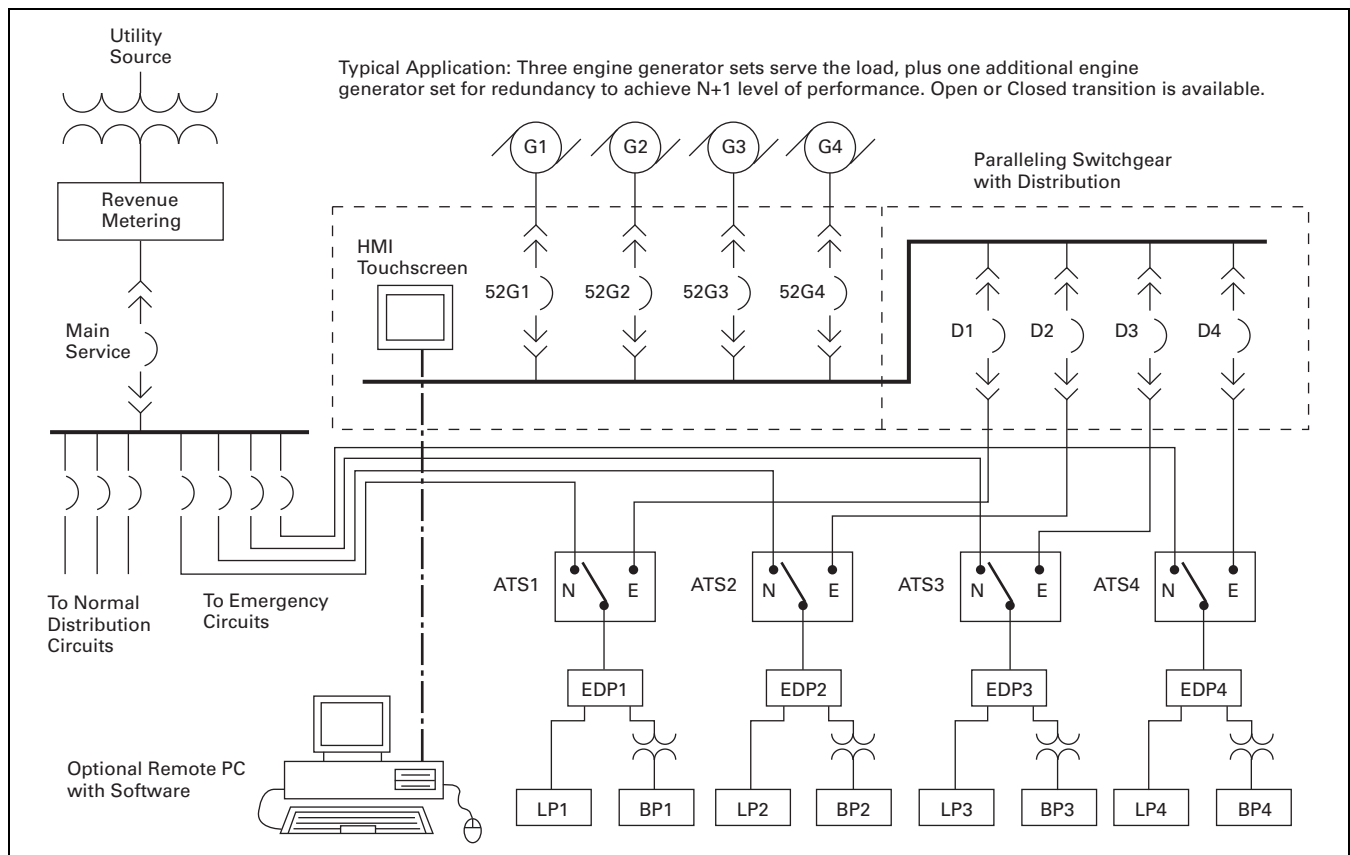 Utility
Source
Typical Application: Three engine generator sets serve the load, plus one additional engine
generator set for redundancy to achieve N+1 level of performance. Open or Closed transition is available.
G1
G2
G3
G4
Paralleling Switchgear
with Distribution
Revenue
Metering
HMI
Touchscreen
52G1
52G2
53G3
52G4
Main
Service
D1
D2
D3
D4
ATS1
N
E
ATS2
N
E
ATS3
N
E
ATS4
N
E
To Normal
Distribution
Circuits
To Emergency
Circuits
EDP1
EDP2
EDP3
EDP4
Optional Remote PC
with Software
LP1
BP1
LP2
BP2
LP3
BP3
LP4
BP4